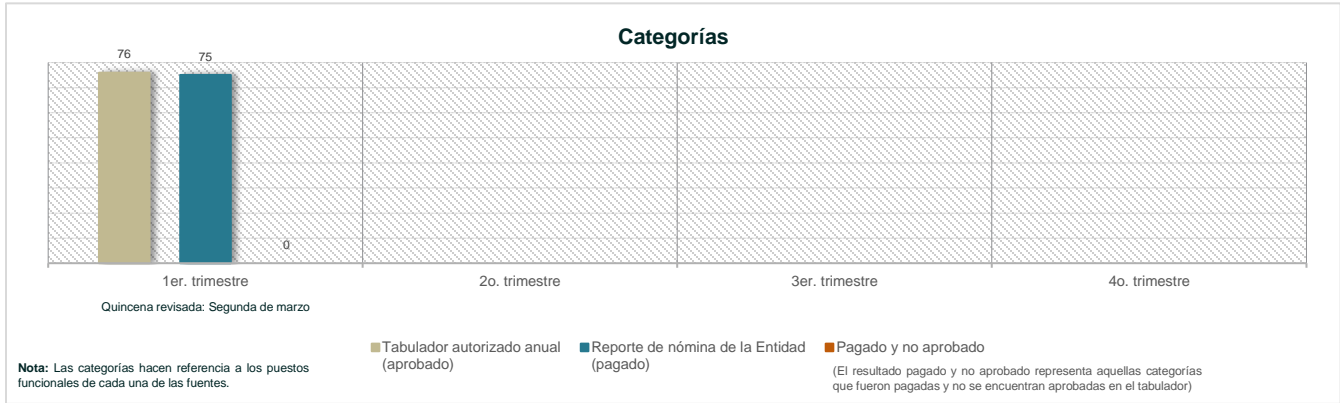 Categorías
76
75
0
1er. trimestre
2o. trimestre
3er. trimestre
4o. trimestre
Quincena revisada: Segunda de marzo
Tabulador autorizado anual
(aprobado)
Reporte de nómina de la Entidad
(pagado)
Pagado y no aprobado
(El resultado pagado y no aprobado representa aquellas categorías
que fueron pagadas y no se encuentran aprobadas en el tabulador)
Nota: Las categorías hacen referencia a los puestos
funcionales de cada una de las fuentes.